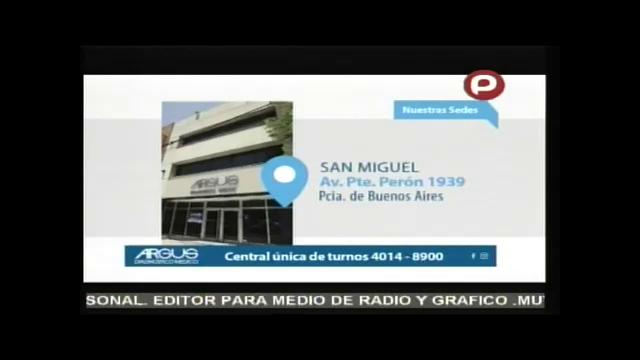 P
Nuestras Sedes
SAN MIGUEL
Av. Pte. Perón 1939
Pcia. de Buenos Aires
ARGUS
ARGUS
DIAGNÓSTICO MÉDICO
Central única de turnos 4014 - 8900
SONAL. EDITOR PARA MEDIO DE RADIO Y GRAFICO .MU